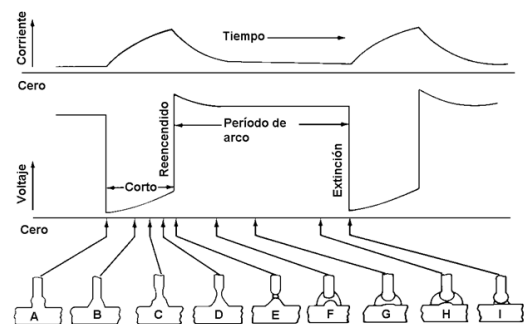 Corriente
Tiempo
Cero
Reencendido
Período de
arco
Extinción
Corto
Voltaje
Cero
A B C D E F G H I